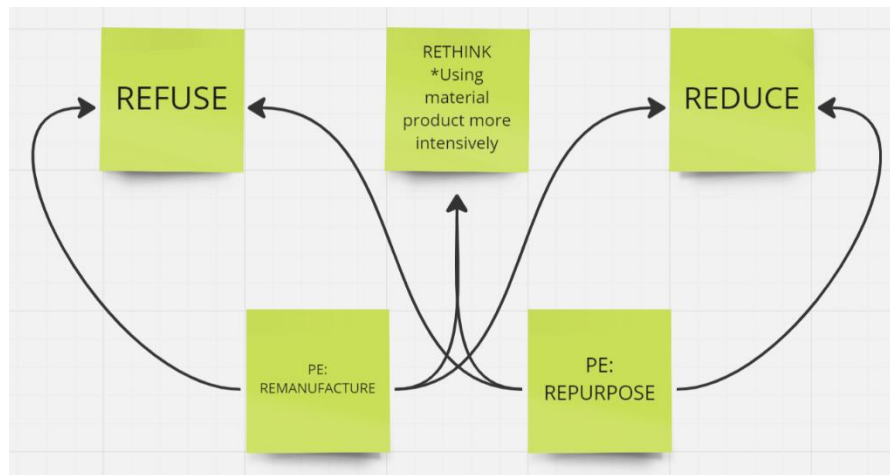 REFUSE
RETHINK
*Using
material
product more
intensively
REDUCE
PE:
REMANUFACTURE
PE:
REPURPOSE